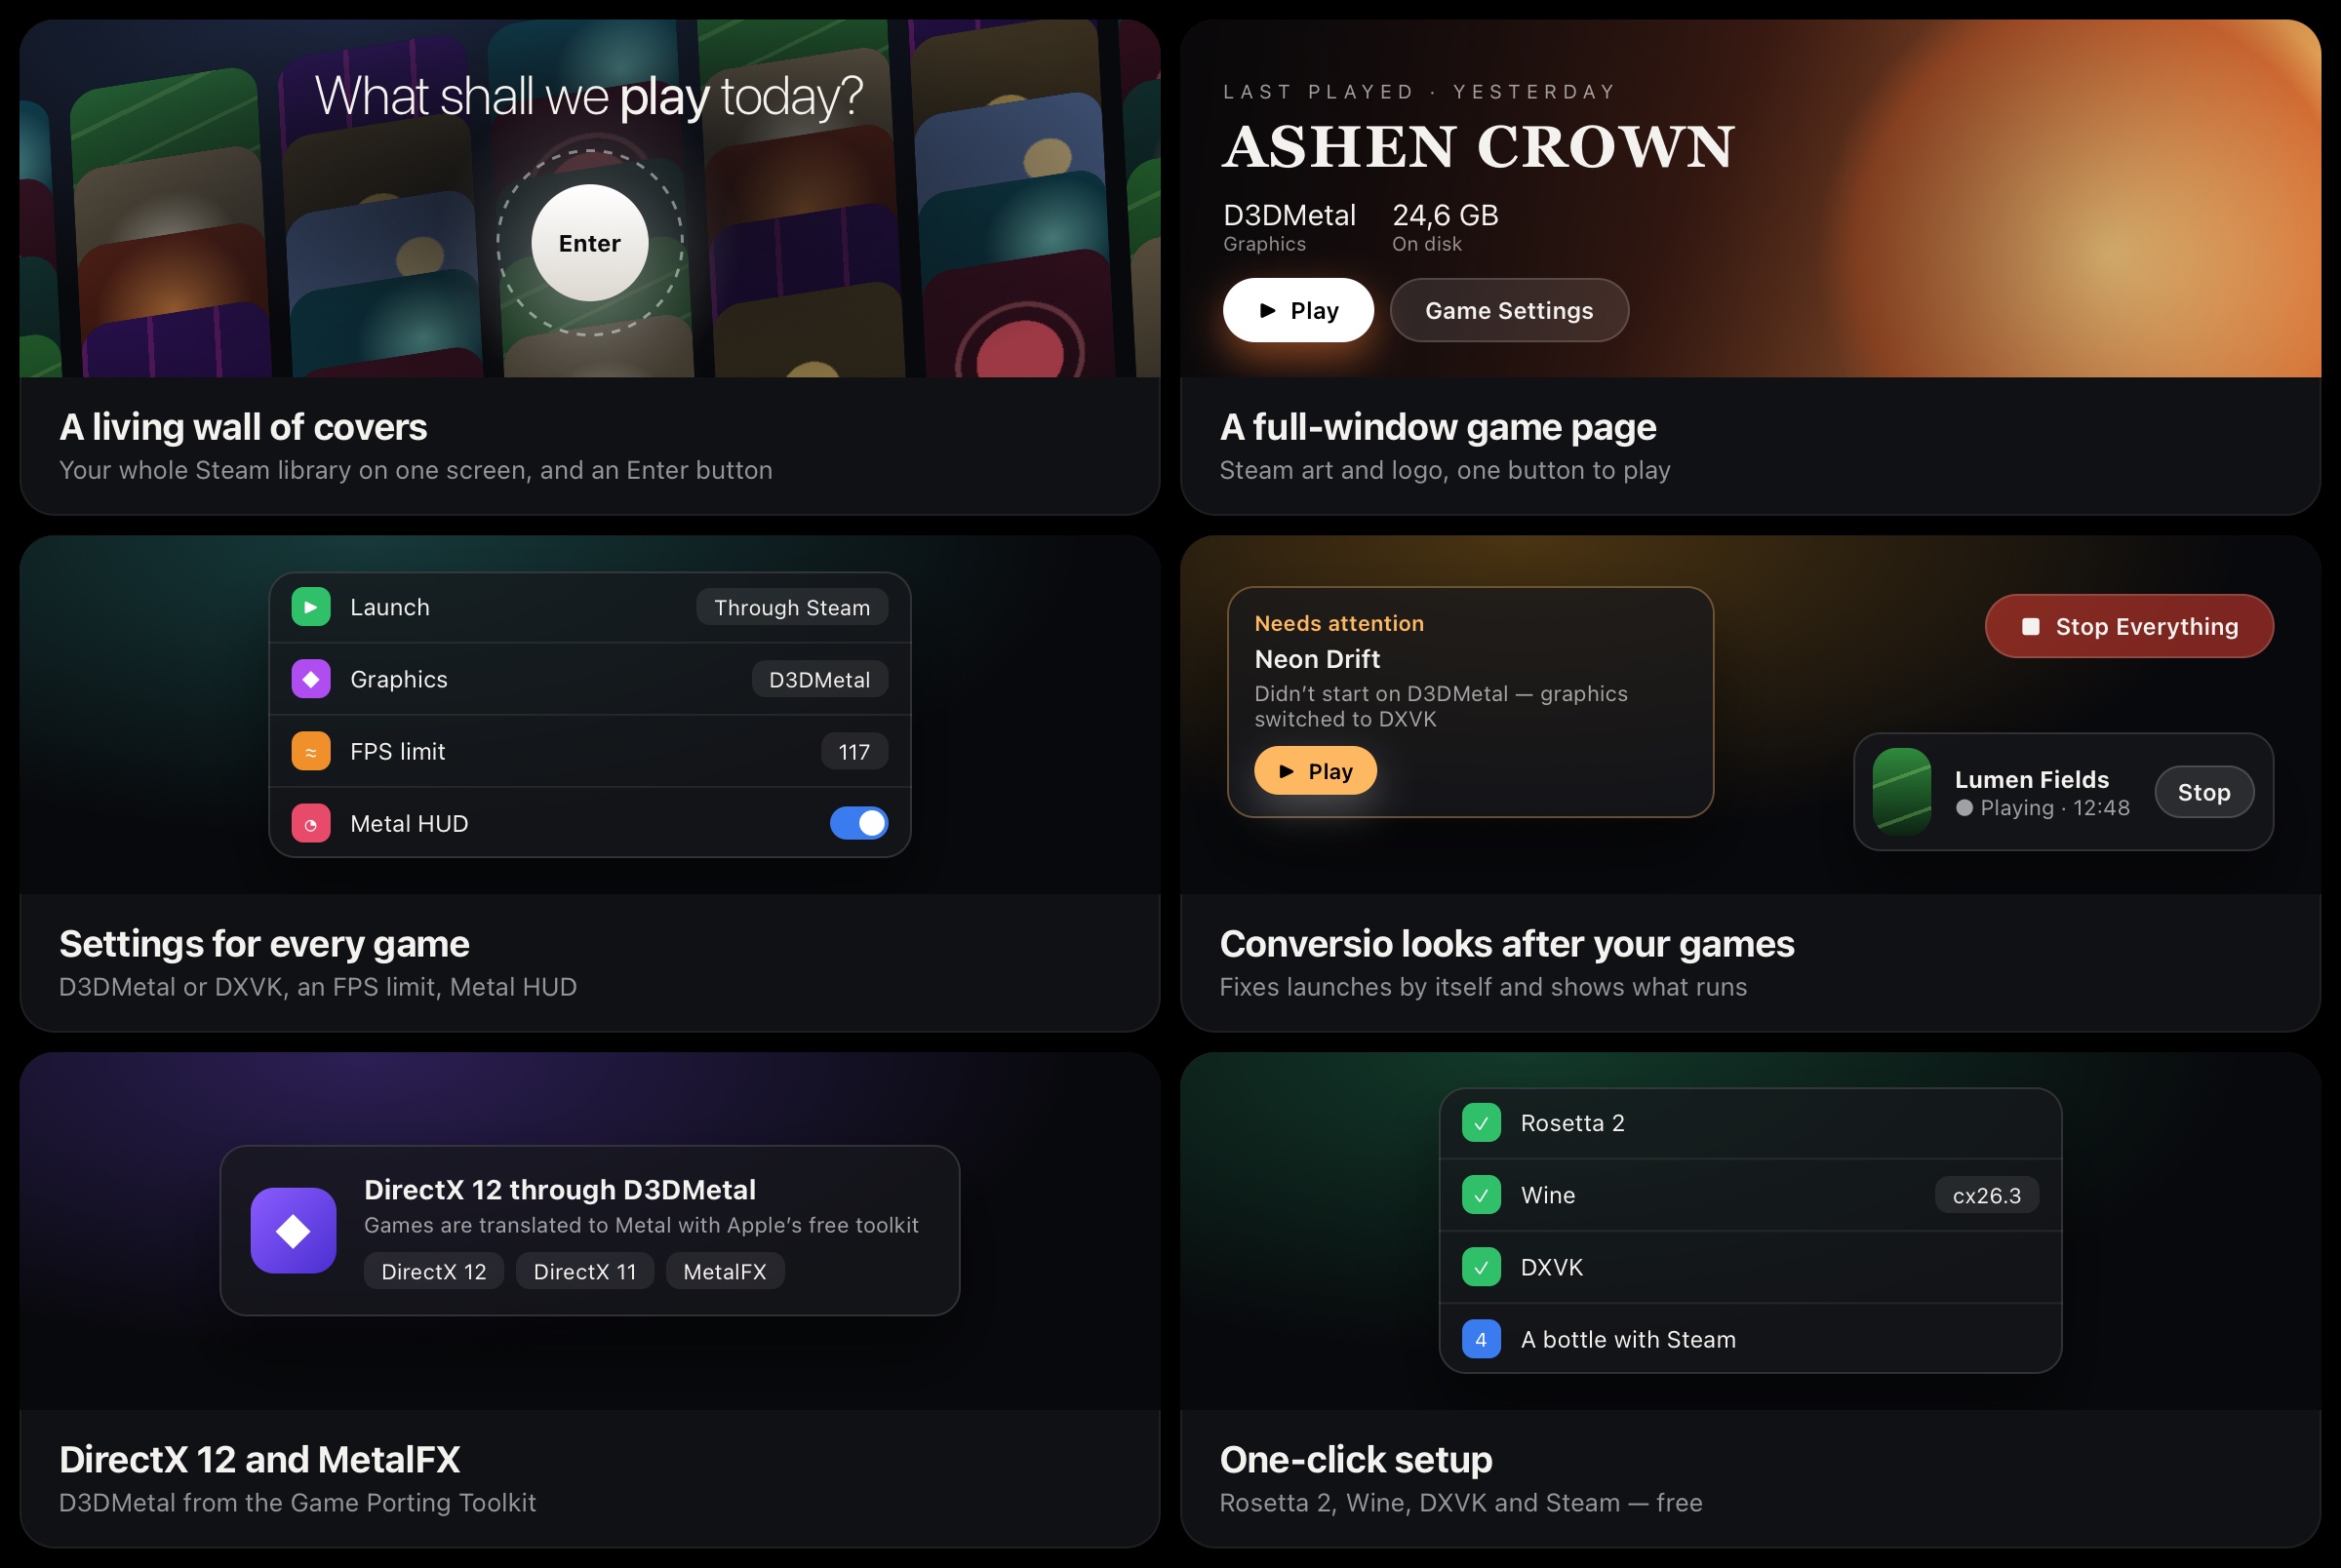 What shall we play today?
Enter
A living wall of covers
Your whole Steam library on one screen, and an Enter button
LAST PLAYED · YESTERDAY
ASHEN CROWN
D3DMetal 24,6 GB
Graphics On disk
Play Game Settings
A full-window game page
Steam art and logo, one button to play
Launch Through Steam
Graphics D3DMetal
FPS limit 117
Metal HUD
Settings for every game
D3DMetal or DXVK, an FPS limit, Metal HUD
Needs attention
Neon Drift
Didn’t start on D3DMetal — graphics
switched to DXVK
Play
Stop Everything
Lumen Fields
Playing · 12:48
Stop
Conversio looks after your games
Fixes launches by itself and shows what runs
DirectX 12 through D3DMetal
Games are translated to Metal with Apple’s free toolkit
DirectX 12 DirectX 11 MetalFX
DirectX 12 and MetalFX
D3DMetal from the Game Porting Toolkit
Rosetta 2
Wine cx26.3
DXVK
4 A bottle with Steam
One-click setup
Rosetta 2, Wine, DXVK and Steam — free